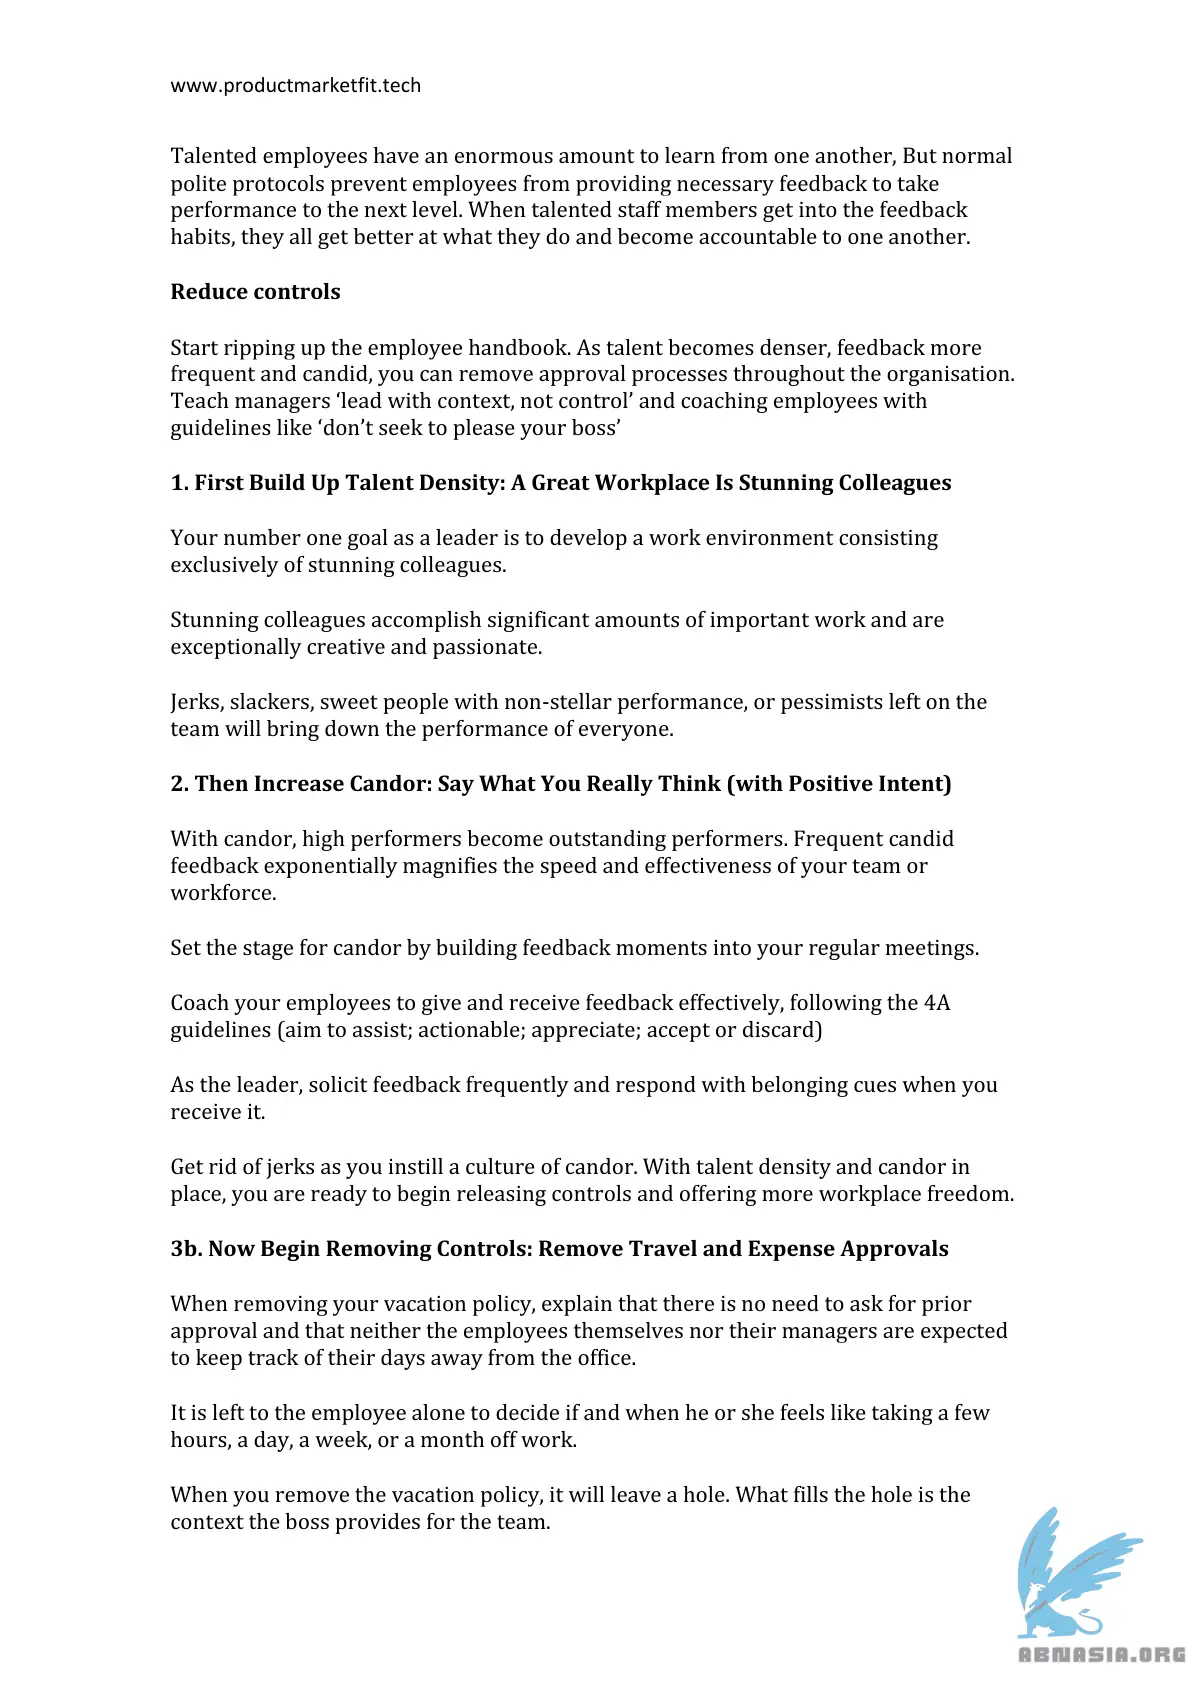 www.productmarketfit.tech
Talented employees have an enormous amount to learn from one another, But normal
polite protocols prevent employees from providing necessary feedback to take
performance to the next level. When talented staff members get into the feedback
habits, they all get better at what they do and become accountable to one another.
Reduce controls
Start ripping up the employee handbook. As talent becomes denser, feedback more
frequent and candid, you can remove approval processes throughout the organisation.
Teach managers ‘lead with context, not control’ and coaching employees with
guidelines like ‘don’t seek to please your boss’
1. First Build Up Talent Density: A Great Workplace Is Stunning Colleagues
Your number one goal as a leader is to develop a work environment consisting
exclusively of stunning colleagues.
Stunning colleagues accomplish significant amounts of important work and are
exceptionally creative and passionate.
Jerks, slackers, sweet people with non-stellar performance, or pessimists left on the
team will bring down the performance of everyone.
2. Then Increase Candor: Say What You Really Think (with Positive Intent)
With candor, high performers become outstanding performers. Frequent candid
feedback exponentially magnifies the speed and effectiveness of your team or
workforce.
Set the stage for candor by building feedback moments into your regular meetings.
Coach your employees to give and receive feedback effectively, following the 4A
guidelines (aim to assist; actionable; appreciate; accept or discard)
As the leader, solicit feedback frequently and respond with belonging cues when you
receive it.
Get rid of jerks as you instill a culture of candor. With talent density and candor in
place, you are ready to begin releasing controls and offering more workplace freedom.
3b. Now Begin Removing Controls: Remove Travel and Expense Approvals
When removing your vacation policy, explain that there is no need to ask for prior
approval and that neither the employees themselves nor their managers are expected
to keep track of their days away from the office.
It is left to the employee alone to decide if and when he or she feels like taking a few
hours, a day, a week, or a month off work.
When you remove the vacation policy, it will leave a hole. What fills the hole is the
context the boss provides for the team.
ABNASIA.ORG